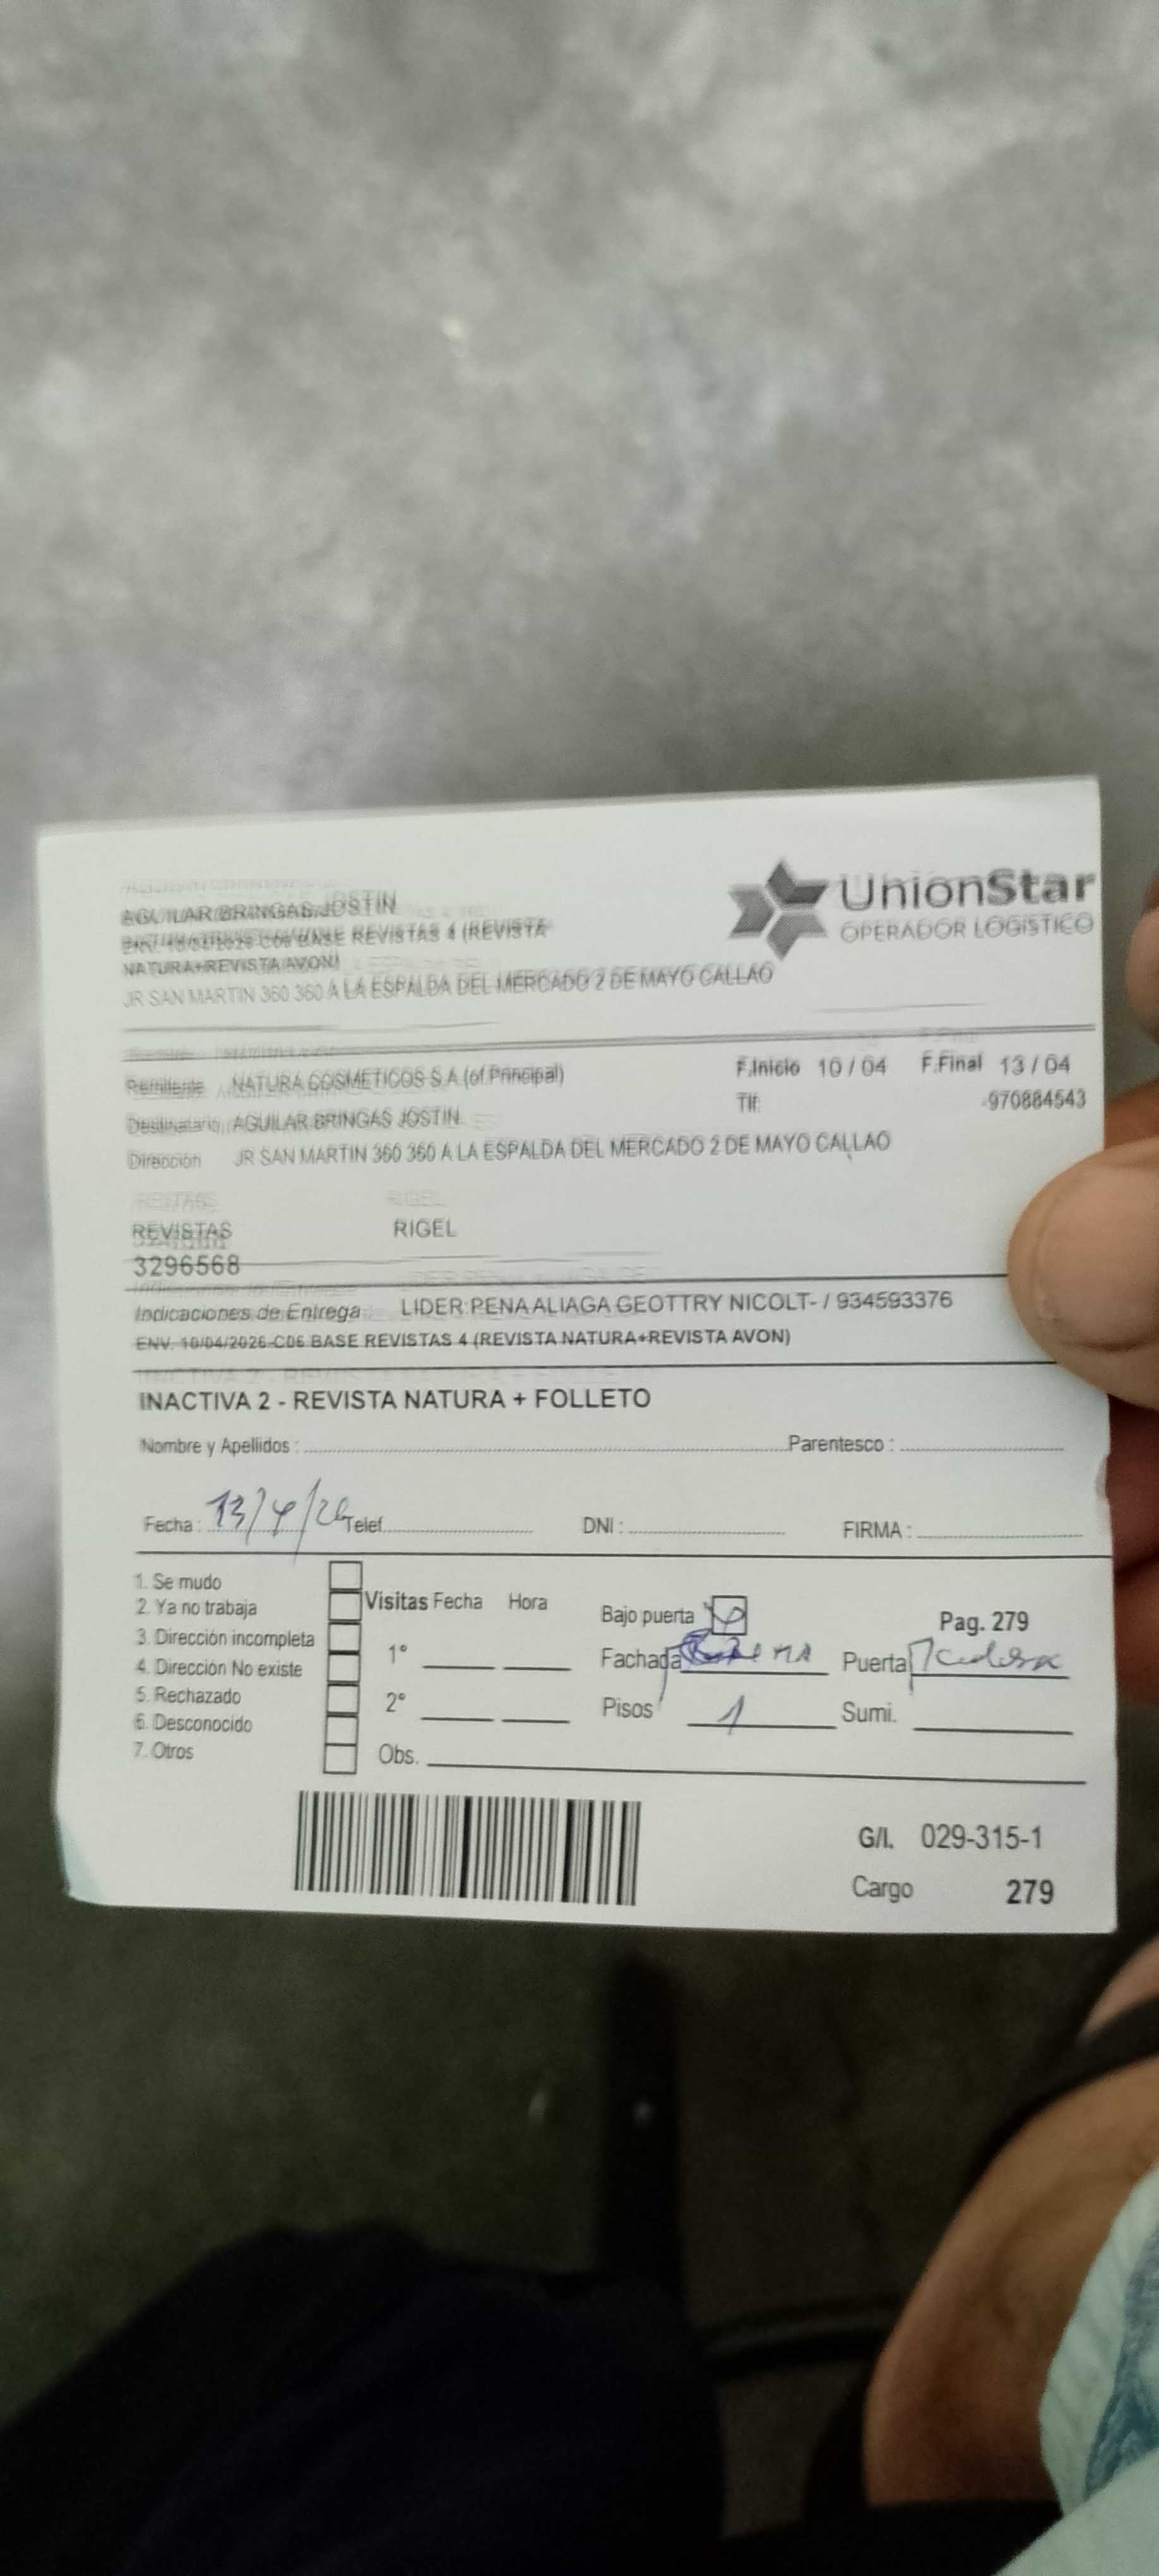 AGUILAR BRINGAS JOSTIN
UnionStar
OPERADOR LOGISTICO
ENV. 10/04/2026-C06 BASE REVISTAS 4 (REVISTA
NATURA+REVISTA AVON)
JR SAN MARTIN 360 360 A LA ESPALDA DEL MERCADO 2 DE MAYO CALLAO
Remitente NATURA COSMETICOS S.A.(of.Principal) F.Inicio 10 / 04 F.Final 13 / 04
Destinatario AGUILAR BRINGAS JOSTIN Tlf: -970884543
Dirección JR SAN MARTIN 360 360 A LA ESPALDA DEL MERCADO 2 DE MAYO CALLAO
REVISTAS RIGEL
3296568
Indicaciones de Entrega: LIDER:PENA ALIAGA GEOTTRY NICOLT- / 934593376
ENV. 10/04/2026-C06 BASE REVISTAS 4 (REVISTA NATURA+REVISTA AVON)
INACTIVA 2 - REVISTA NATURA + FOLLETO
Nombre y Apellidos : Parentesco :
Fecha : 13/4/26 Telef. DNI : FIRMA :
1. Se mudo
2. Ya no trabaja
3. Dirección incompleta
4. Dirección No existe
5. Rechazado
6. Desconocido
7. Otros
Visitas Fecha Hora
1°
2°
Obs.
Bajo puerta
Fachada
Pisos 1
Pag. 279
Puerta
Sumi.
G/I. 029-315-1
Cargo 279